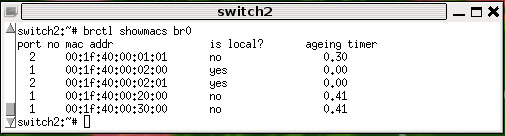 switch2
switch2:~# brctl showmacs br0
port no mac addr is local? ageing timer
2 00:1f:40:00:01:01 no 0.30
1 00:1f:40:00:02:00 yes 0.00
2 00:1f:40:00:02:01 yes 0.00
1 00:1f:40:00:20:00 no 0.41
1 00:1f:40:00:30:00 no 0.41
switch2:~#